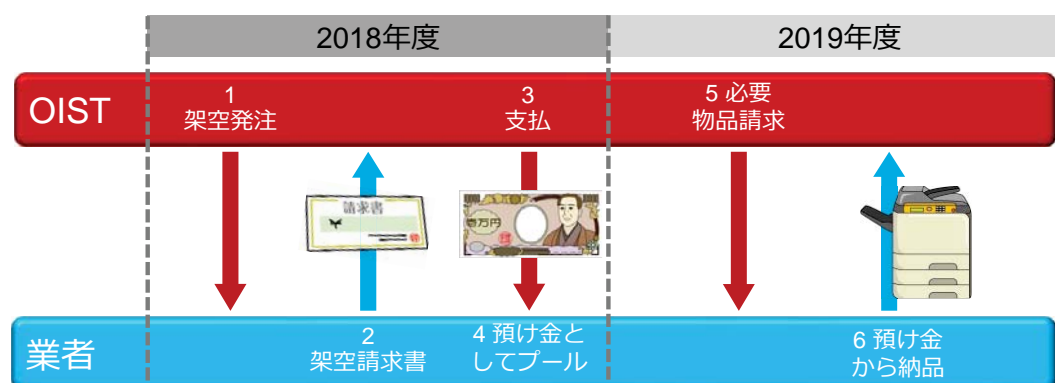 2018年度
2019年度
OIST
1
架空発注
3
支払
5 必要
物品請求
請求書
¥
壱万円
業者
2
架空請求書
4 預け金と
してプール
6 預け金
から納品